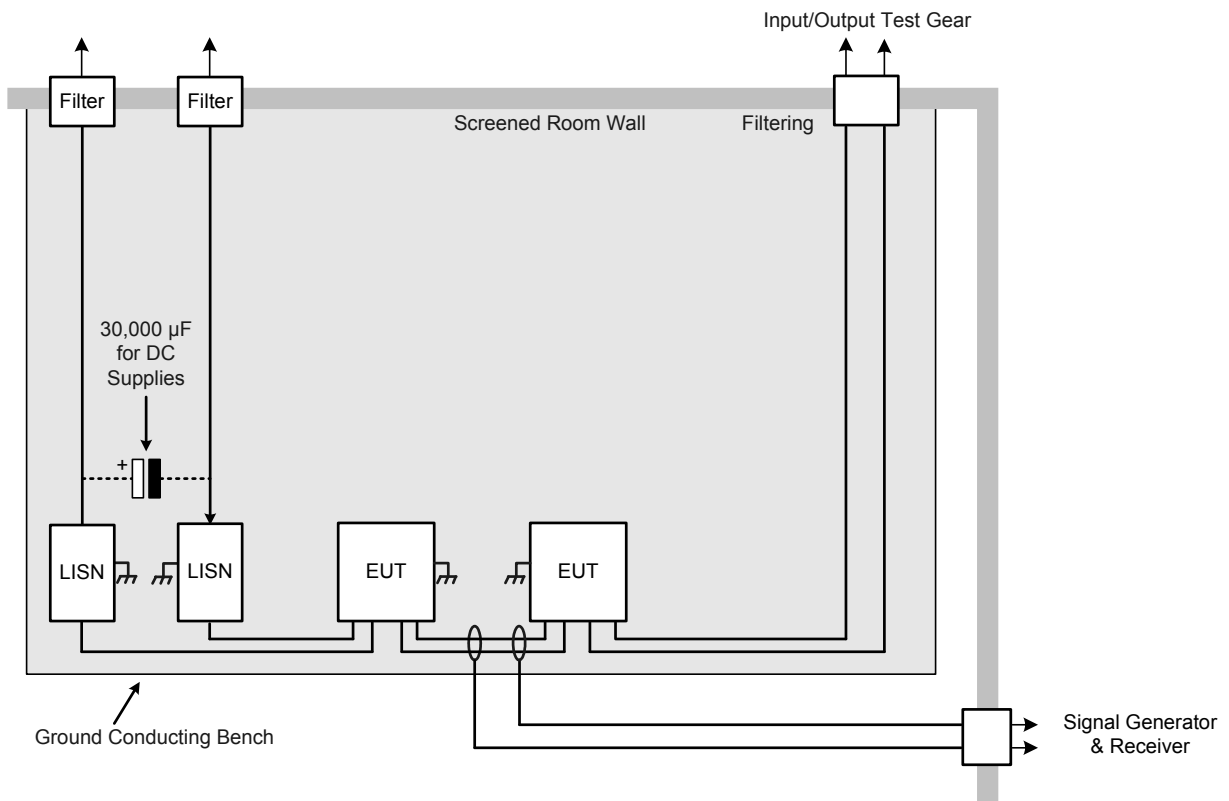 Input/Output Test Gear
Filter
Filter
Screened Room Wall
Filtering
30,000 µF
for DC
Supplies
+
LISN
LISN
EUT
EUT
Ground Conducting Bench
Signal Generator
& Receiver